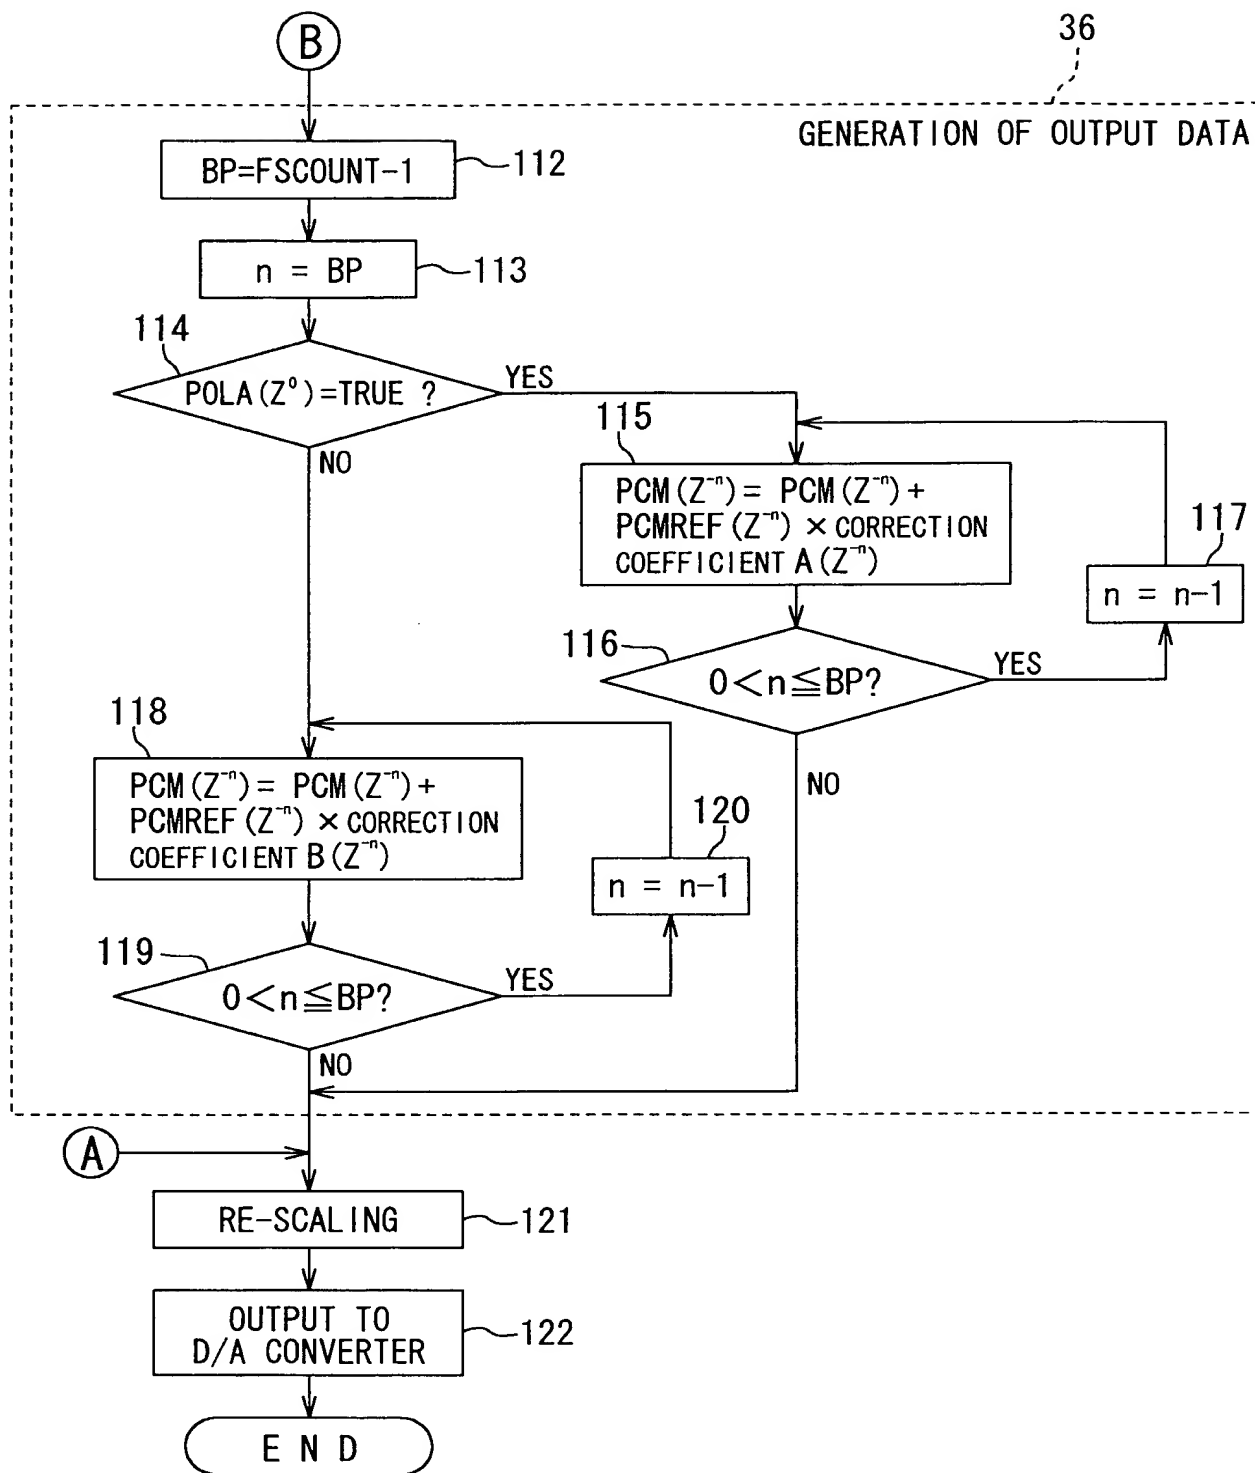 B
36
GENERATION OF OUTPUT DATA
BP=FSCOUNT-1
112
n = BP
113
114
POLA(Z⁰)=TRUE ?
YES
NO
115
PCM(Z⁻ⁿ)= PCM(Z⁻ⁿ)+
PCMREF(Z⁻ⁿ)×CORRECTION
COEFFICIENT A(Z⁻ⁿ)
117
n = n-1
116
0<n≦BP?
YES
NO
118
PCM(Z⁻ⁿ)= PCM(Z⁻ⁿ)+
PCMREF(Z⁻ⁿ)×CORRECTION
COEFFICIENT B(Z⁻ⁿ)
120
n = n-1
119
0<n≦BP?
YES
NO
A
RE-SCALING
121
OUTPUT TO
D/A CONVERTER
122
E N D